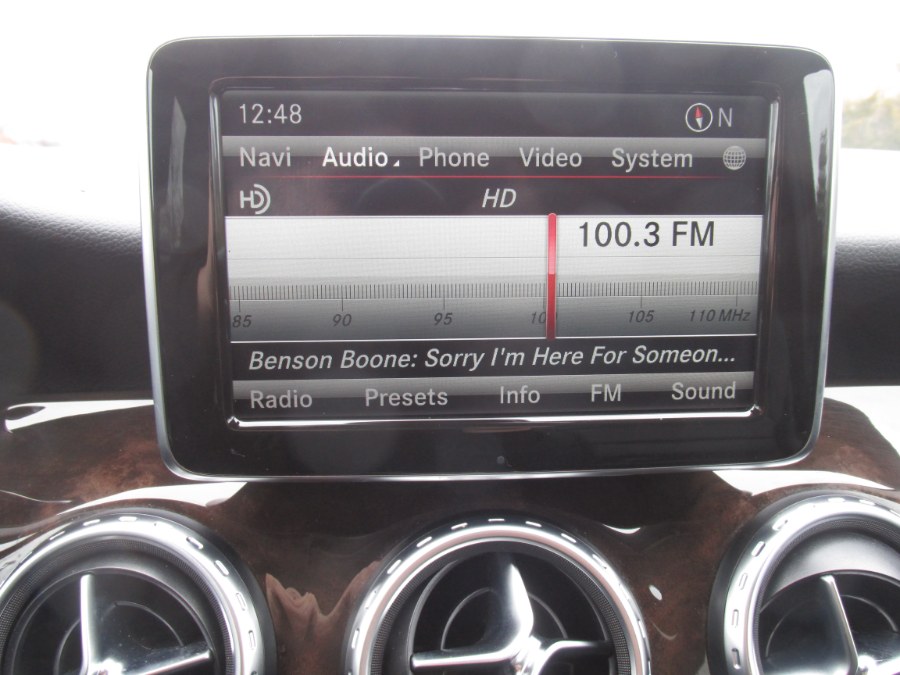 12:48 N
Navi Audio Phone Video System
HD HD
100.3 FM
85 90 95 10 105 110 MHz
Benson Boone: Sorry I'm Here For Someon...
Radio Presets Info FM Sound